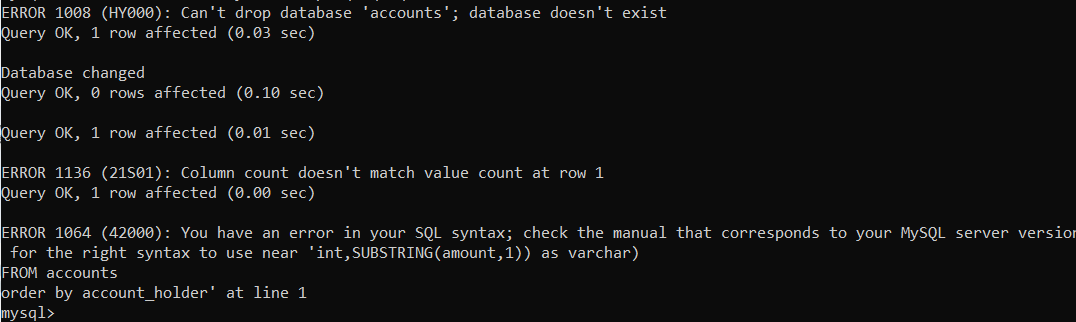 ERROR 1008 (HY000): Can't drop database 'accounts'; database doesn't exist
Query OK, 1 row affected (0.03 sec)
Database changed
Query OK, 0 rows affected (0.10 sec)
Query OK, 1 row affected (0.01 sec)
ERROR 1136 (21S01): Column count doesn't match value count at row 1
Query OK, 1 row affected (0.00 sec)
ERROR 1064 (42000): You have an error in your SQL syntax; check the manual that corresponds to your MySQL server version
for the right syntax to use near 'int,SUBSTRING(amount,1)) as varchar)
FROM accounts
order by account_holder' at line 1
mysql>